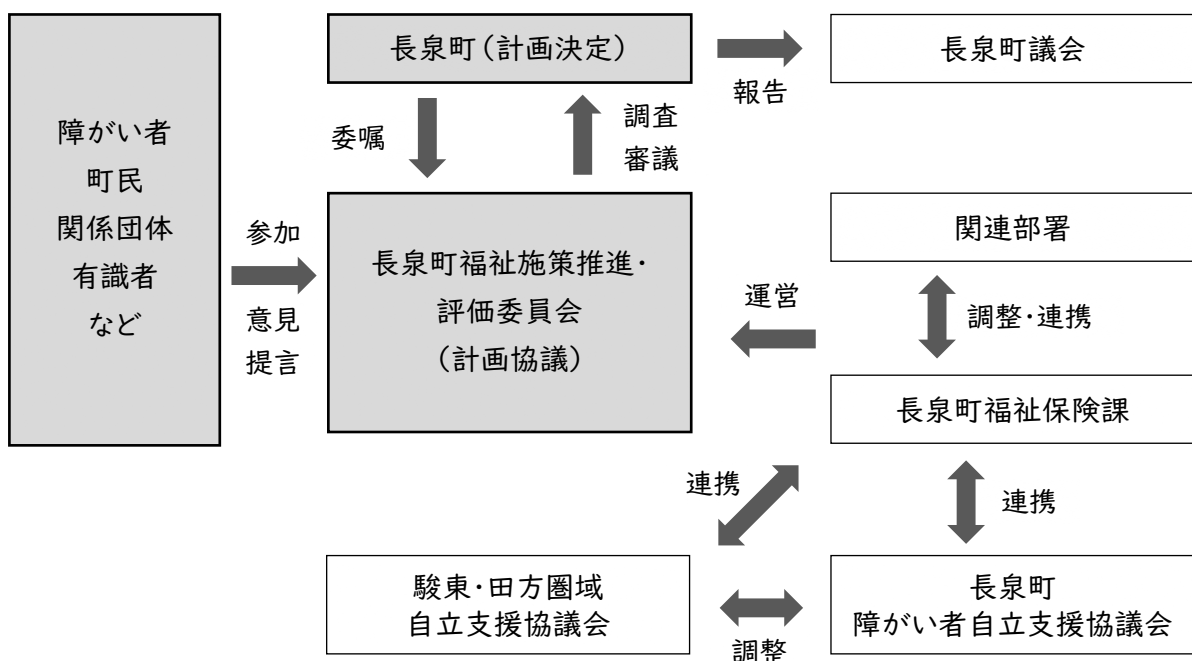 長泉町（計画決定）
報告
長泉町議会
委嘱
調査
審議
障がい者
町民
関係団体
有識者
など
参加
意見
提言
長泉町福祉施策推進・
評価委員会
（計画協議）
運営
関連部署
調整・連携
長泉町福祉保険課
連携
連携
駿東・田方圏域
自立支援協議会
調整
長泉町
障がい者自立支援協議会